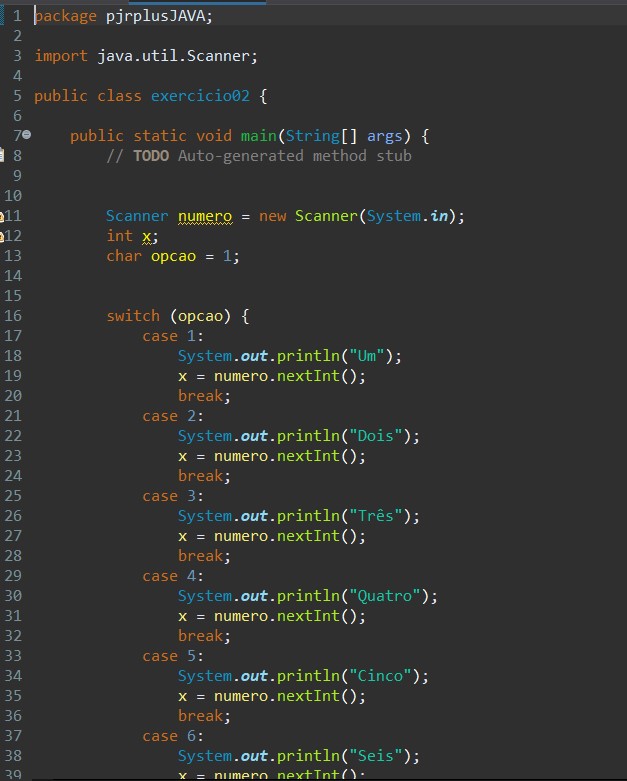 1 package pjrplusJAVA;
2
3 import java.util.Scanner;
4
5 public class exercicio02 {
6
7 public static void main(String[] args) {
8 // TODO Auto-generated method stub
9
10
11 Scanner numero = new Scanner(System.in);
12 int x;
13 char opcao = 1;
14
15
16 switch (opcao) {
17 case 1:
18 System.out.println("Um");
19 x = numero.nextInt();
20 break;
21 case 2:
22 System.out.println("Dois");
23 x = numero.nextInt();
24 break;
25 case 3:
26 System.out.println("Três");
27 x = numero.nextInt();
28 break;
29 case 4:
30 System.out.println("Quatro");
31 x = numero.nextInt();
32 break;
33 case 5:
34 System.out.println("Cinco");
35 x = numero.nextInt();
36 break;
37 case 6:
38 System.out.println("Seis");
39 x = numero.nextInt();